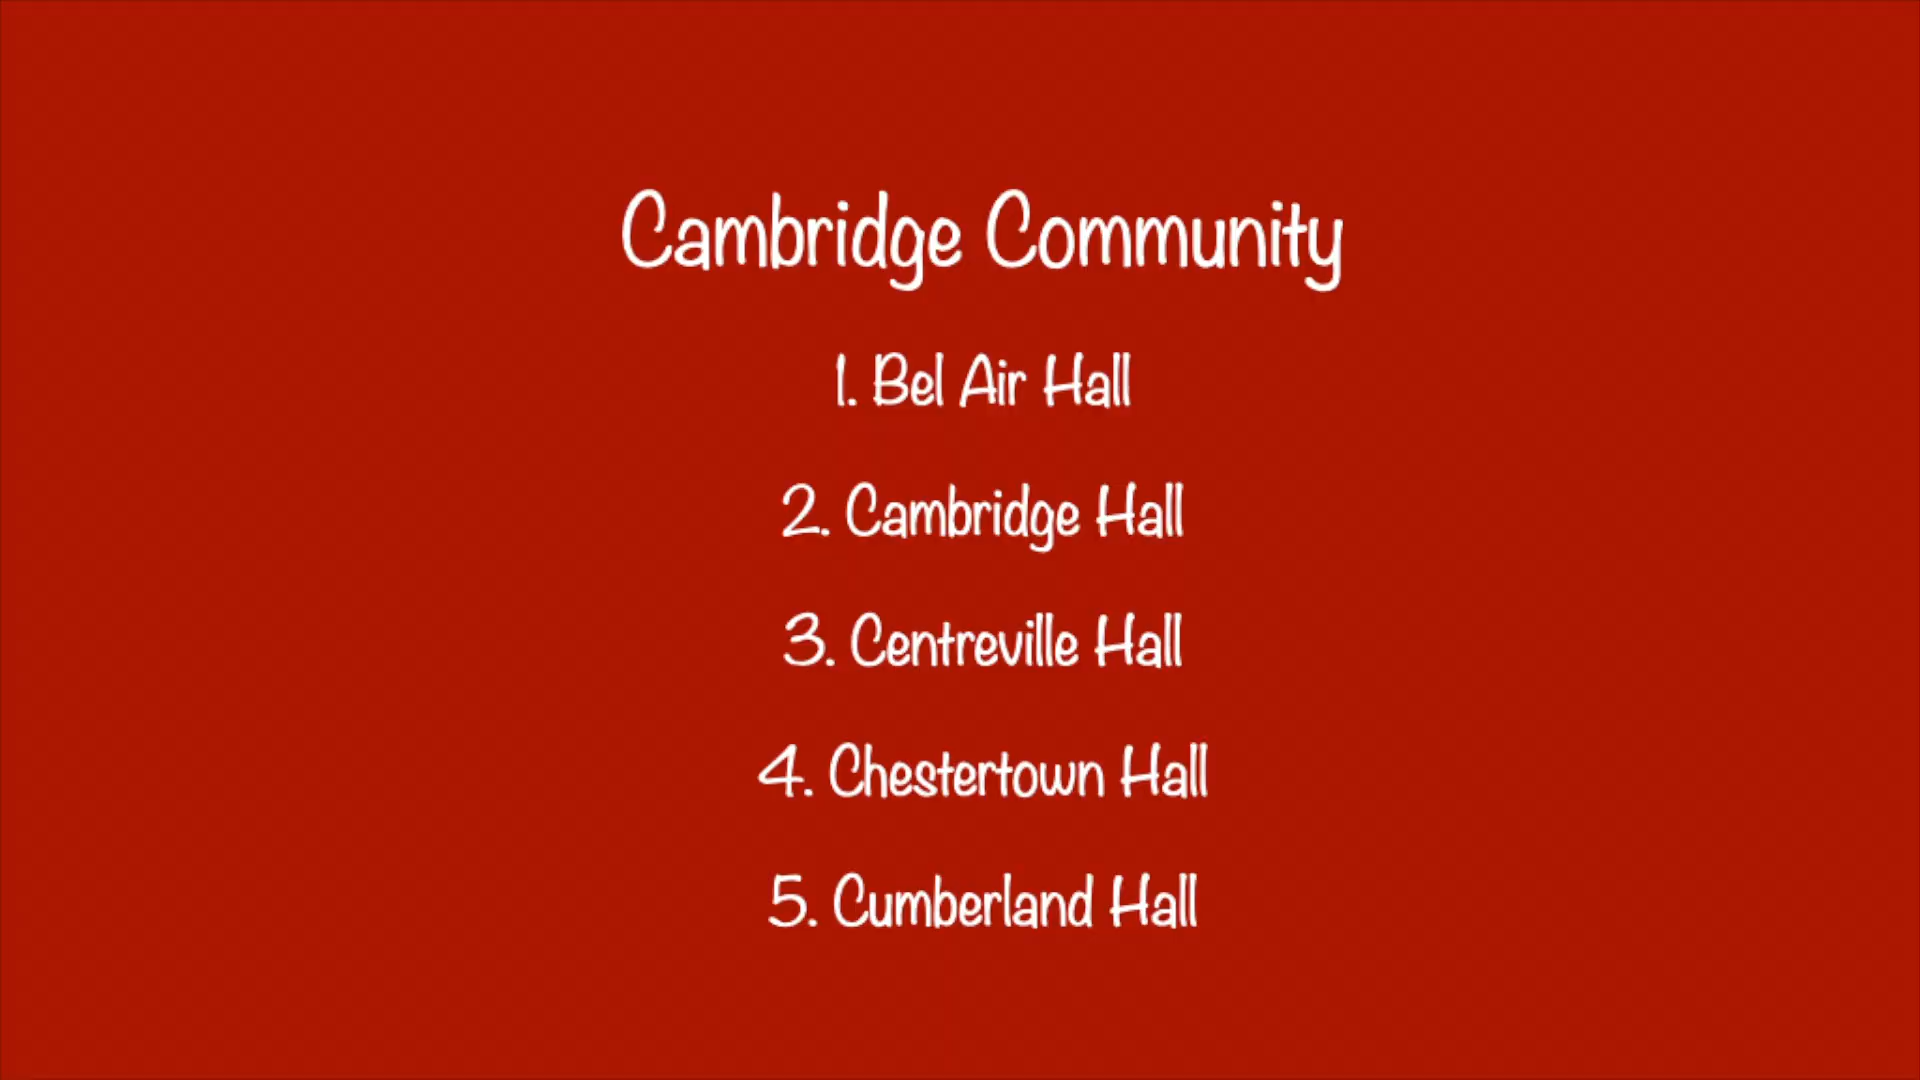 Cambridge Community
1. Bel Air Hall
2. Cambridge Hall
3. Centreville Hall
4. Chestertown Hall
5. Cumberland Hall